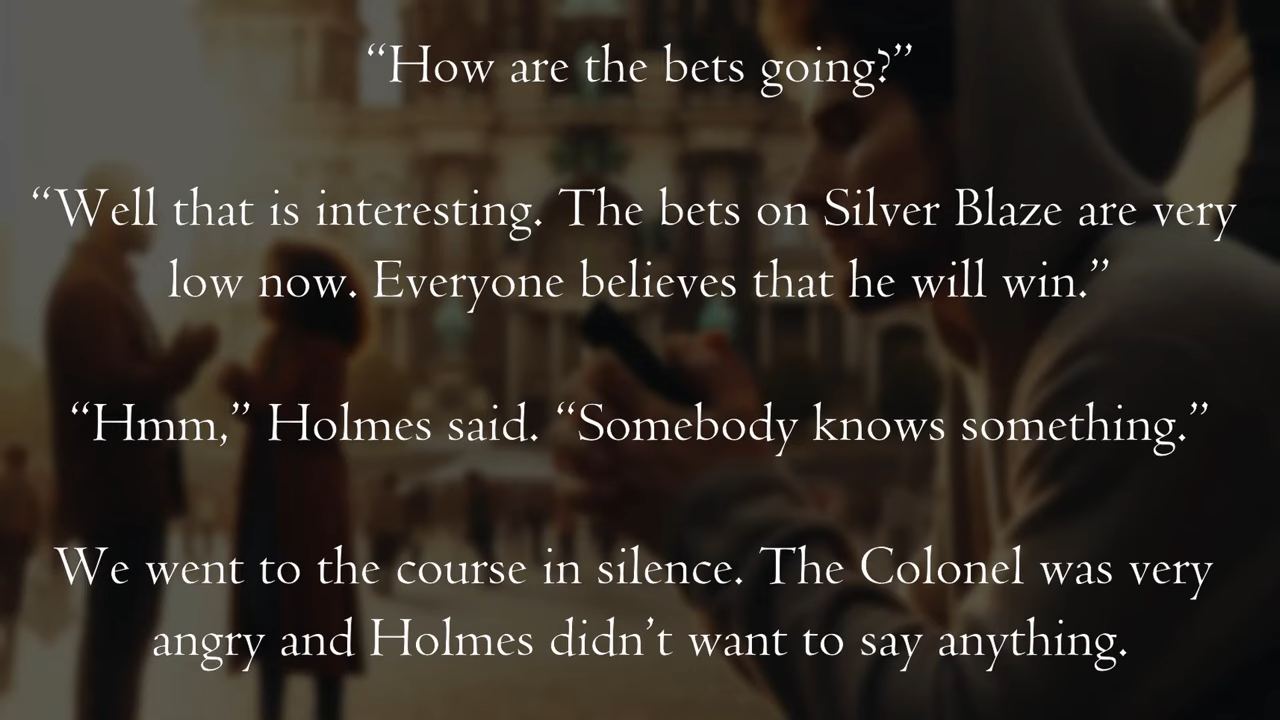 “How are the bets going?”
“Well that is interesting. The bets on Silver Blaze are very
low now. Everyone believes that he will win.”
“Hmm,” Holmes said. “Somebody knows something.”
We went to the course in silence. The Colonel was very
angry and Holmes didn’t want to say anything.